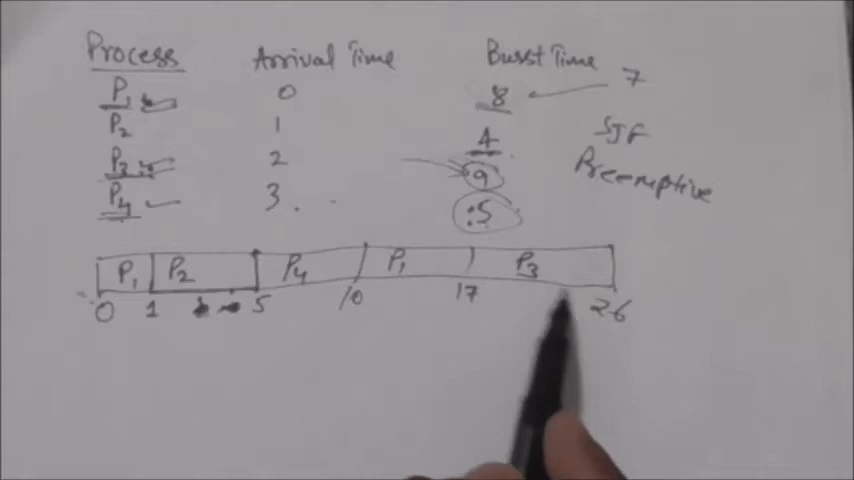 Process Arrival Time Busst Time
P1 0 8 7
P2 1 4 SJF
P3 2 9 Preemptive
P4 3 5
P1 P2 P4 P1 P3
0 1 5 10 17 26